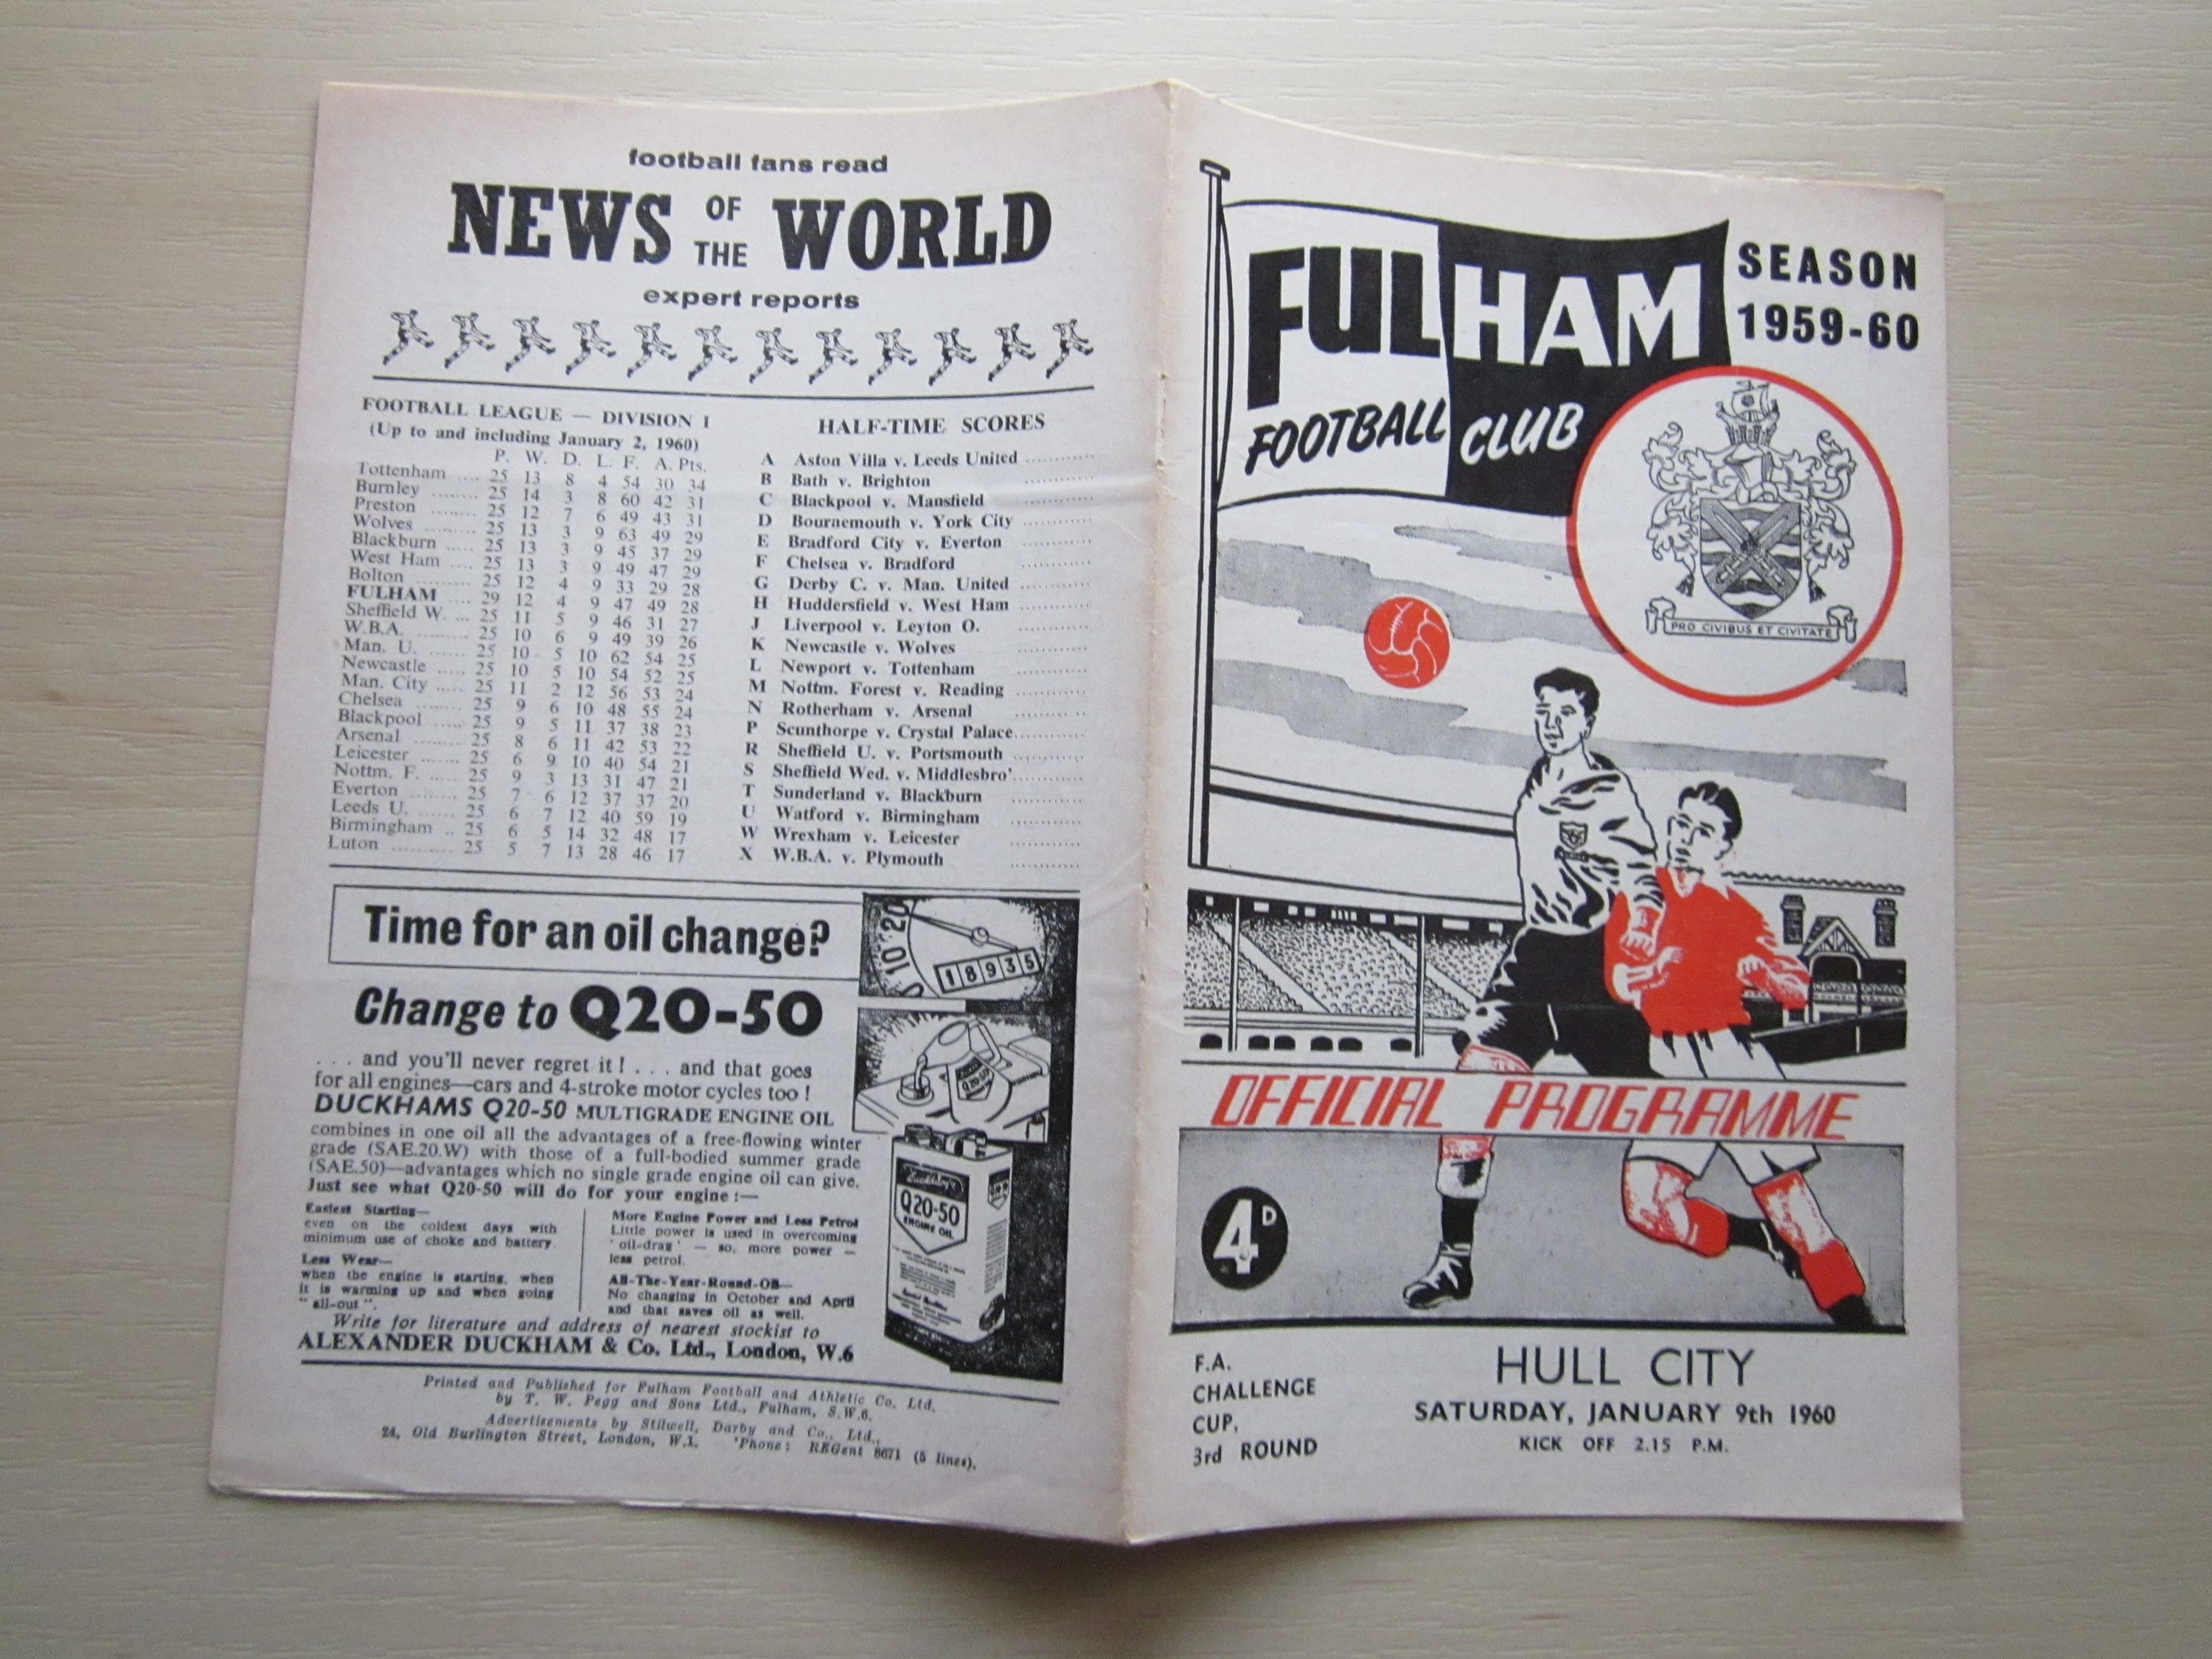 football fans read
NEWS OF THE WORLD
expert reports
FOOTBALL LEAGUE — DIVISION I
(Up to and including January 2, 1960)
P. W. D. L. F. A. Pts.
Tottenham .... 25 13 8 4 54 30 34
Burnley ........ 25 14 3 8 60 42 31
Preston ........ 25 12 7 6 49 43 31
Wolves ........ 25 13 3 9 63 49 29
Blackburn ..... 25 13 3 9 45 37 29
West Ham .... 25 13 3 9 49 47 29
Bolton .......... 25 12 4 9 33 29 28
FULHAM .... 29 12 4 9 47 49 28
Sheffield W. ... 25 11 5 9 46 31 27
W.B.A. ......... 25 10 6 9 49 39 26
Man. U. ....... 25 10 5 10 62 54 25
Newcastle ..... 25 10 5 10 54 52 25
Man. City ..... 25 11 2 12 56 53 24
Chelsea ........ 25 9 6 10 48 55 24
Blackpool ..... 25 9 5 11 37 38 23
Arsenal ........ 25 8 6 11 42 53 22
Leicester ....... 25 6 9 10 40 54 21
Nottm. F. ..... 25 9 3 13 31 47 21
Everton ........ 25 7 6 12 37 37 20
Leeds U. ...... 25 6 7 12 40 59 19
Birmingham .. 25 6 5 14 32 48 17
Luton ........... 25 5 7 13 28 46 17
HALF-TIME SCORES
A Aston Villa v. Leeds United ............
B Bath v. Brighton ............
C Blackpool v. Mansfield ............
D Bournemouth v. York City ............
E Bradford City v. Everton ............
F Chelsea v. Bradford ............
G Derby C. v. Man. United ............
H Huddersfield v. West Ham ............
J Liverpool v. Leyton O. ............
K Newcastle v. Wolves ............
L Newport v. Tottenham ............
M Nottm. Forest v. Reading ............
N Rotherham v. Arsenal ............
P Scunthorpe v. Crystal Palace............
R Sheffield U. v. Portsmouth ............
S Sheffield Wed. v. Middlesbro'............
T Sunderland v. Blackburn ............
U Watford v. Birmingham ............
W Wrexham v. Leicester ............
X W.B.A. v. Plymouth ............
Time for an oil change?
10 20
18935
Change to Q20-50
. . . and you'll never regret it ! . . . and that goes
for all engines—cars and 4-stroke motor cycles too !
DUCKHAMS Q20-50 MULTIGRADE ENGINE OIL
combines in one oil all the advantages of a free-flowing winter
grade (SAE.20.W) with those of a full-bodied summer grade
(SAE.50)—advantages which no single grade engine oil can give.
Just see what Q20-50 will do for your engine :—
Easiest Starting—
even on the coldest days with
minimum use of choke and battery.
Less Wear—
when the engine is starting, when
it is warming up and when going
" all-out ".
More Engine Power and Less Petrol
Little power is used in overcoming
' oil-drag ' — so, more power —
less petrol.
All-The-Year-Round-Oil—
No changing in October and April
and that saves oil as well.
Q20-50
Duckham's
Q20-50
ENGINE OIL
Write for literature and address of nearest stockist to
ALEXANDER DUCKHAM & Co. Ltd., London, W.6
Printed and Published for Fulham Football and Athletic Co. Ltd.
by T. W. Pegg and Sons Ltd., Fulham, S.W.6.
Advertisements by Stilwell, Darby and Co., Ltd.,
24, Old Burlington Street, London, W.1. 'Phone : REGent 8671 (5 lines).
FULHAM
FOOTBALL CLUB
SEASON
1959-60
PRO CIVIBUS ET CIVITATE
OFFICIAL PROGRAMME
4D
F.A.
CHALLENGE
CUP,
3rd ROUND
HULL CITY
SATURDAY, JANUARY 9th 1960
KICK OFF 2.15 P.M.